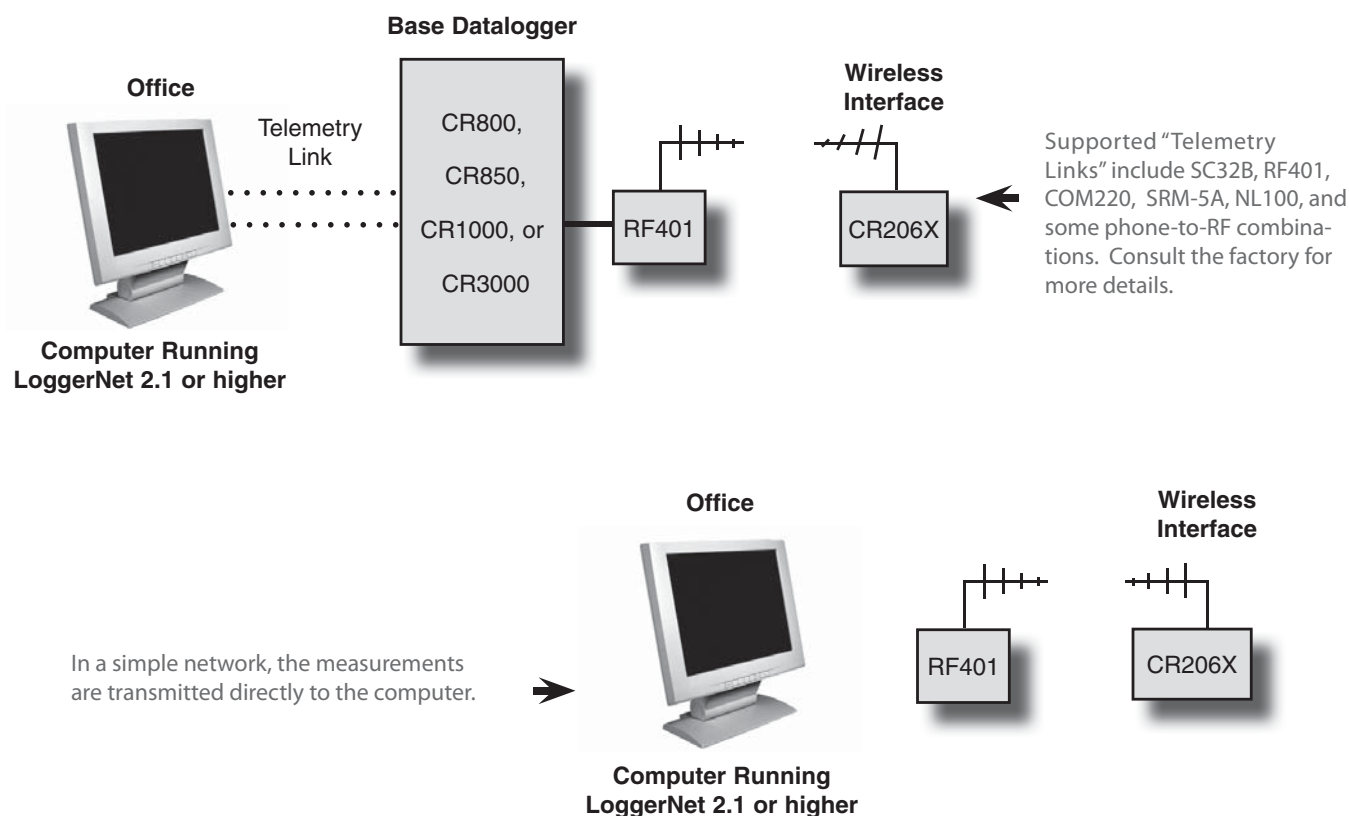 Base Datalogger
Office
Telemetry
Link
CR800,
CR850,
CR1000, or
CR3000
RF401
Wireless
Interface
CR206X
Supported “Telemetry
Links” include SC32B, RF401,
COM220, SRM-5A, NL100, and
some phone-to-RF combina-
tions. Consult the factory for
more details.
Computer Running
LoggerNet 2.1 or higher
Office
Wireless
Interface
RF401
CR206X
In a simple network, the measurements
are transmitted directly to the computer.
Computer Running
LoggerNet 2.1 or higher